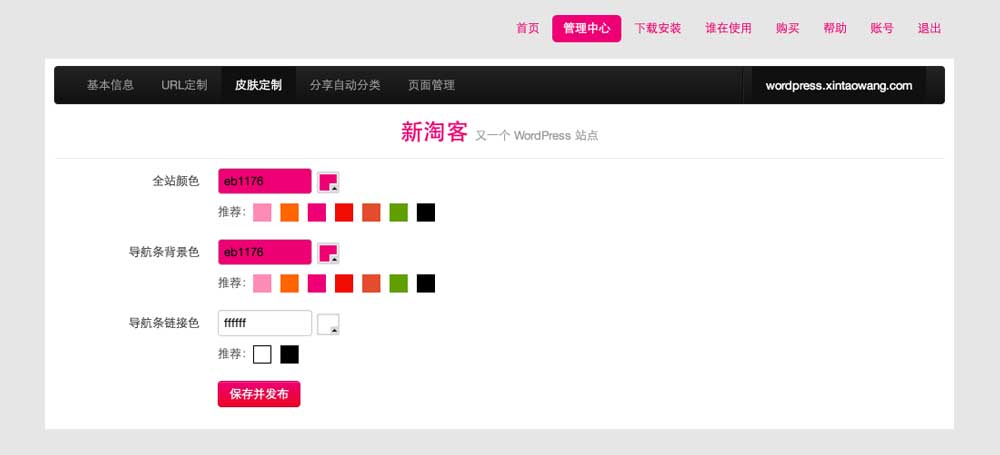 首页 管理中心 下载安装 谁在使用 购买 帮助 账号 退出
基本信息 URL定制 皮肤定制 分享自动分类 页面管理 wordpress.xintaowang.com
新淘客 又一个 WordPress 站点
全站颜色 eb1176
推荐：
导航条背景色 eb1176
推荐：
导航条链接色 ffffff
推荐：
保存并发布